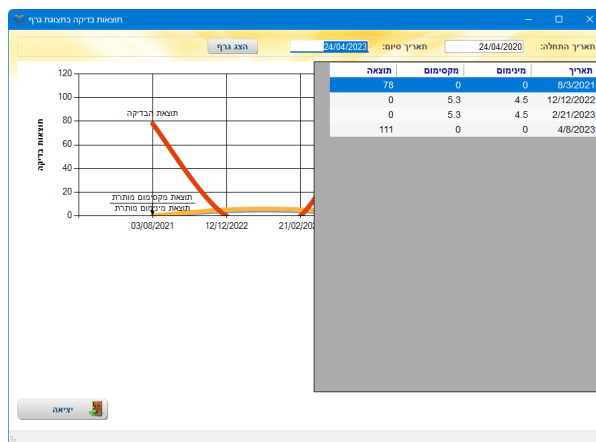 תוצאות בדיקה בתצוגת גרף
תאריך התחלה: 24/04/2020 תאריך סיום: 24/04/2023 הצג גרף
תאריך מינימום מקסימום תוצאה
8/3/2021 0 0 78
12/12/2022 4.5 5.3 0
2/21/2023 4.5 5.3 0
4/8/2023 0 0 111
תוצאות בדיקה
120
100
80
60
40
20
0
תוצאת הבדיקה
תוצאת מקסימום מותרת
תוצאת מינימום מותרת
03/08/2021 12/12/2022 21/02/202
יציאה